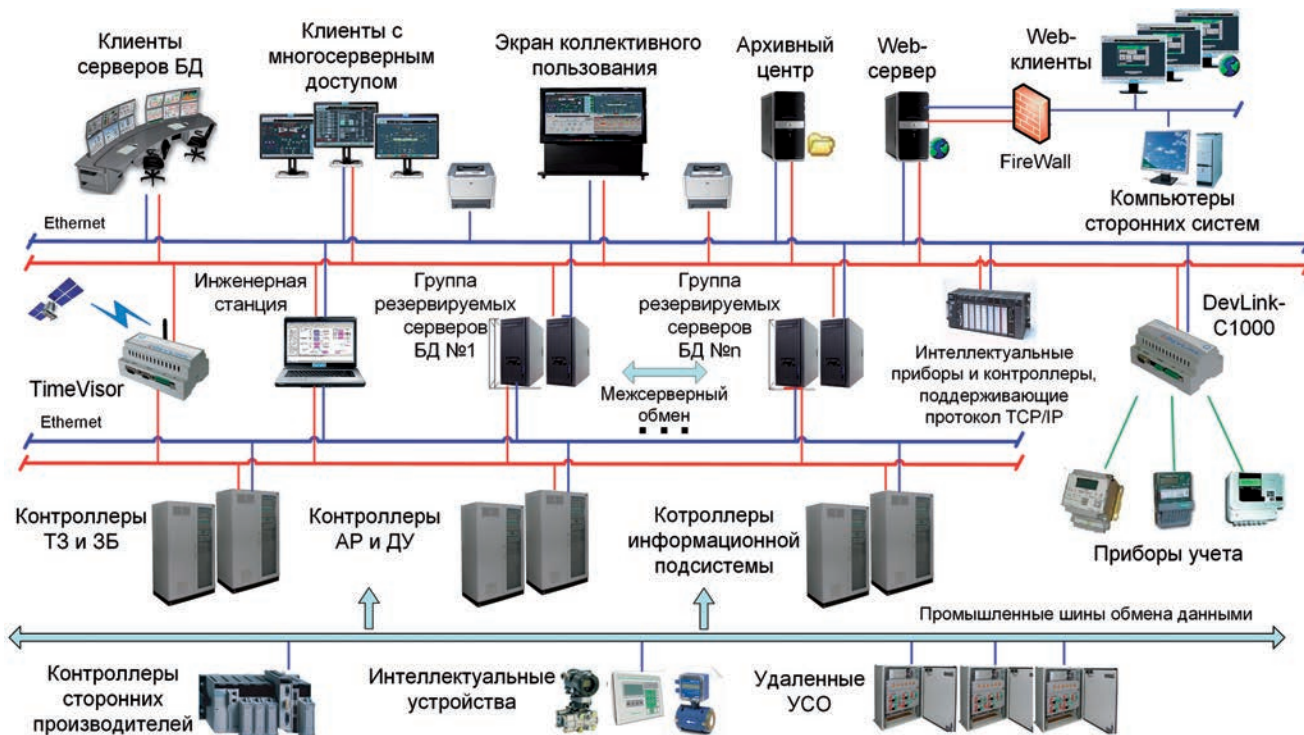 Клиенты
серверов БД
Клиенты с
многосерверным
доступом
Экран коллективного
пользования
Архивный
центр
Web-
сервер
Web-
клиенты
FireWall
Компьютеры
сторонних систем
Ethernet
Инженерная
станция
Группа
резервируемых
серверов
БД №1
Группа
резервируемых
серверов
БД №n
DevLink-
C1000
TimeVisor
Межсерверный
обмен
Интеллектуальные
приборы и контроллеры,
поддерживающие
протокол TCP/IP
Ethernet
Контроллеры
ТЗ и ЗБ
Контроллеры
АР и ДУ
Котроллеры
информационной
подсистемы
Приборы учета
Промышленные шины обмена данными
Контроллеры
сторонних
производителей
Интеллектуальные
устройства
Удаленные
УСО